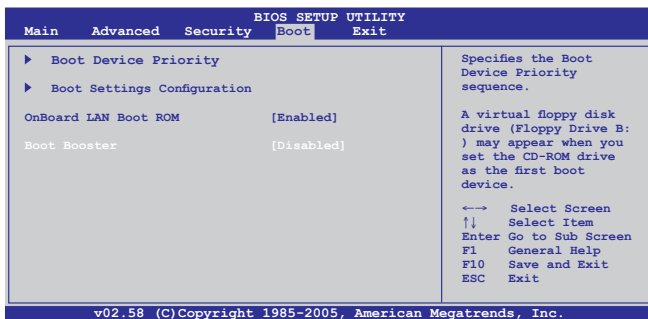 BIOS SETUP UTILITY
Main Advanced Security Boot Exit
Boot Device Priority
Boot Settings Configuration
OnBoard LAN Boot ROM [Enabled]
Boot Booster [Disabled]
Specifies the Boot
Device Priority
sequence.
A virtual floppy disk
drive (Floppy Drive B:
) may appear when you
set the CD-ROM drive
as the first boot
device.
←→ Select Screen
↑↓ Select Item
Enter Go to Sub Screen
F1 General Help
F10 Save and Exit
ESC Exit
v02.58 (C)Copyright 1985-2005, American Megatrends, Inc.